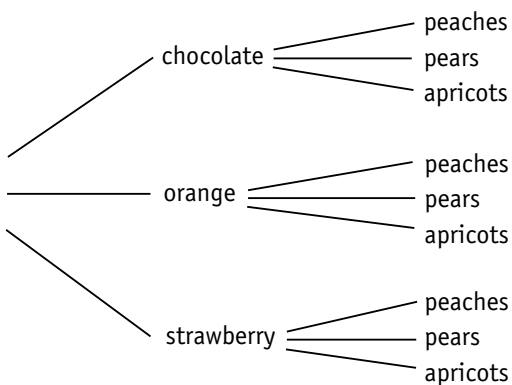 peaches
chocolate pears
apricots
peaches
orange pears
apricots
peaches
strawberry pears
apricots